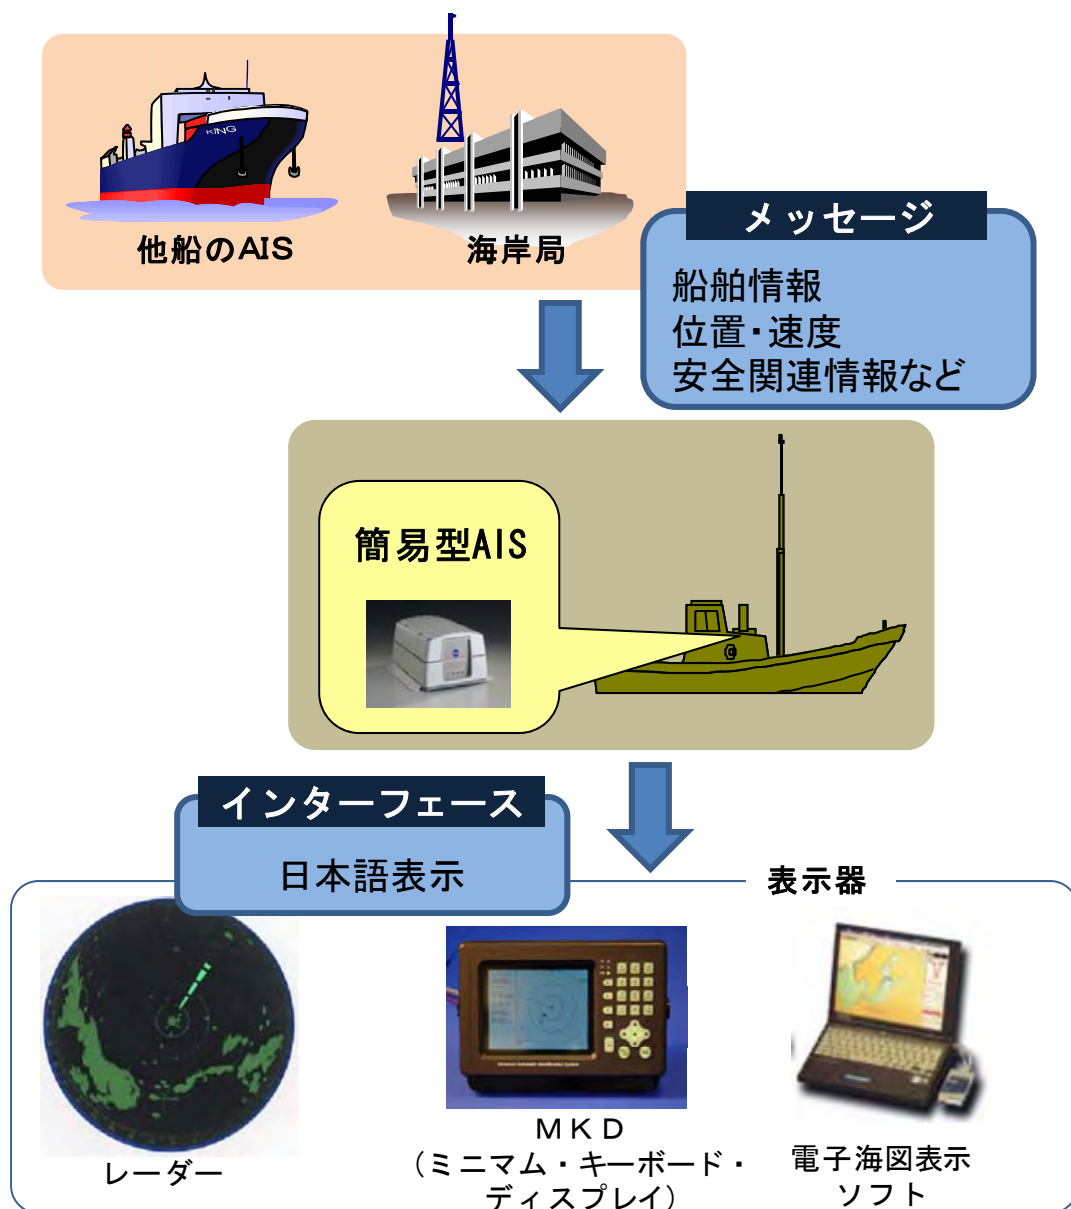 KING
他船のAIS
海岸局
メッセージ
船舶情報
位置・速度
安全関連情報など
簡易型AIS
インターフェース
日本語表示
表示器
レーダー
MKD
(ミニマム・キーボード・
ディスプレイ)
電子海図表示
ソフト